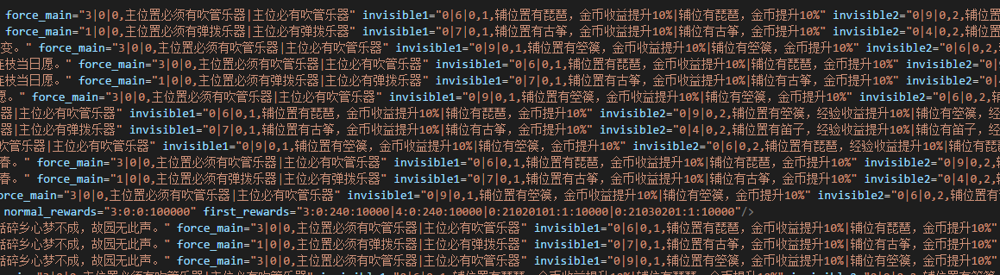 force_main="3|0|0,主位置必须有吹管乐器|主位必有吹管乐器" invisible1="0|6|0,1,辅位置有琵琶，金币收益提升10%|辅位有琵琶，金币提升10%" invisible2="0|9|0,2,辅位置
force_main="1|0|0,主位置必须有弹拨乐器|主位必有弹拨乐器" invisible1="0|7|0,1,辅位置有古筝，金币收益提升10%|辅位有古筝，金币提升10%" invisible2="0|4|0,2,辅位置
变。" force_main="3|0|0,主位置必须有吹管乐器|主位必有吹管乐器" invisible1="0|9|0,1,辅位置有箜篌，金币收益提升10%|辅位有箜篌，金币提升10%" invisible2="0|6|0,2,
枝当日愿。" force_main="3|0|0,主位置必须有吹管乐器|主位必有吹管乐器" invisible1="0|6|0,1,辅位置有琵琶，金币收益提升10%|辅位有琵琶，金币提升10%" invisible2="0|
枝当日愿。" force_main="1|0|0,主位置必须有弹拨乐器|主位必有弹拨乐器" invisible1="0|7|0,1,辅位置有古筝，金币收益提升10%|辅位有古筝，金币提升10%" invisible2="0|4
愿。" force_main="3|0|0,主位置必须有吹管乐器|主位必有吹管乐器" invisible1="0|9|0,1,辅位置有箜篌，金币收益提升10%|辅位有箜篌，金币提升10%" invisible2="0|6|0,2,
器|主位必有吹管乐器" invisible1="0|6|0,1,辅位置有琵琶，金币收益提升10%|辅位有琵琶，金币提升10%" invisible2="0|9|0,2,辅位置有箜篌，经验收益提升10%|辅位有箜篌，经
器|主位必有弹拨乐器" invisible1="0|7|0,1,辅位置有古筝，金币收益提升10%|辅位有古筝，金币提升10%" invisible2="0|4|0,2,辅位置有笛子，经验收益提升10%|辅位有笛子，经
吹管乐器|主位必有吹管乐器" invisible1="0|9|0,1,辅位置有箜篌，金币收益提升10%|辅位有箜篌，金币提升10%" invisible2="0|6|0,2,辅位置有琵琶，经验收益提升10%|辅位有琵琶
春。" force_main="3|0|0,主位置必须有吹管乐器|主位必有吹管乐器" invisible1="0|6|0,1,辅位置有琵琶，金币收益提升10%|辅位有琵琶，金币提升10%" invisible2="0|9|0,2,
春。" force_main="1|0|0,主位置必须有弹拨乐器|主位必有弹拨乐器" invisible1="0|7|0,1,辅位置有古筝，金币收益提升10%|辅位有古筝，金币提升10%" invisible2="0|4|0,2,
force_main="3|0|0,主位置必须有吹管乐器|主位必有吹管乐器" invisible1="0|9|0,1,辅位置有箜篌，金币收益提升10%|辅位有箜篌，金币提升10%" invisible2="0|6|0,2,辅位置有
normal_rewards="3:0:0:100000" first_rewards="3:0:240:10000|4:0:240:10000|0:21020101:1:10000|0:21030201:1:10000"/>
碎乡心梦不成，故园无此声。" force_main="3|0|0,主位置必须有吹管乐器|主位必有吹管乐器" invisible1="0|6|0,1,辅位置有琵琶，金币收益提升10%|辅位有琵琶，金币提升10%"
碎乡心梦不成，故园无此声。" force_main="1|0|0,主位置必须有弹拨乐器|主位必有弹拨乐器" invisible1="0|7|0,1,辅位置有古筝，金币收益提升10%|辅位有古筝，金币提升10%"
碎乡心梦不成，故园无此声。" force_main="3|0|0,主位置必须有吹管乐器|主位必有吹管乐器" invisible1="0|9|0,1,辅位置有箜篌，金币收益提升10%|辅位有箜篌，金币提升10%"